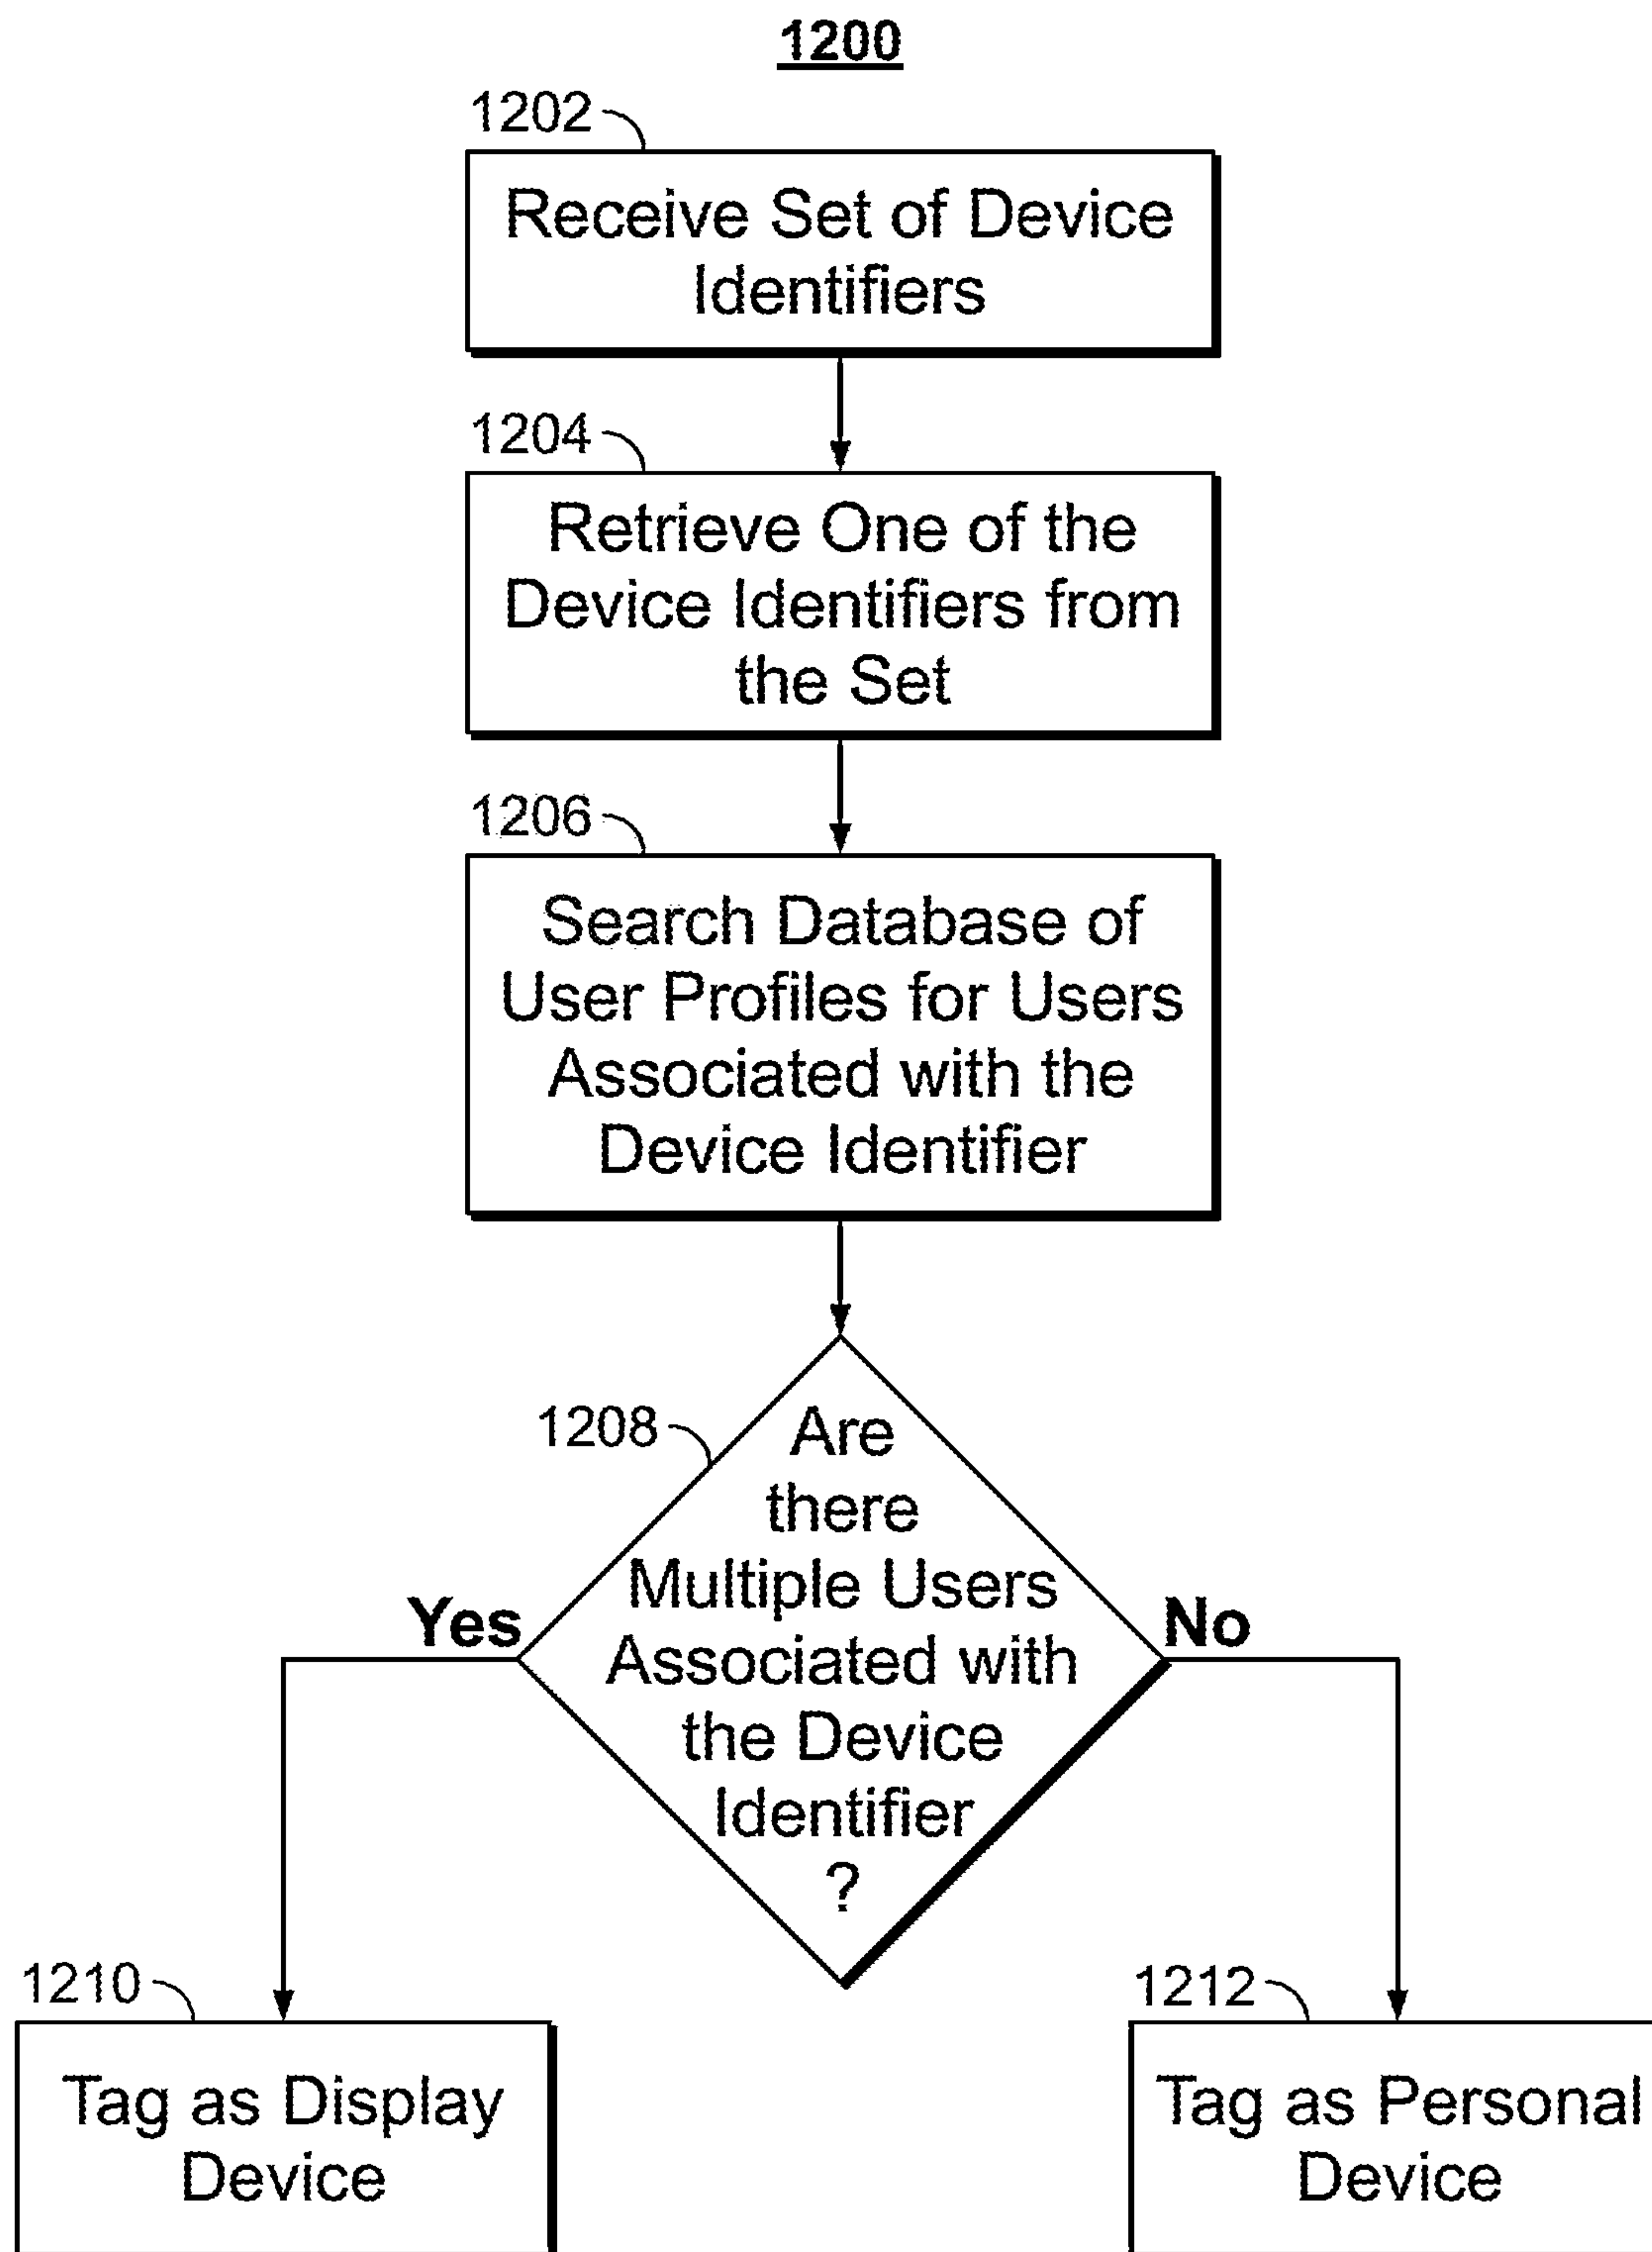 1200
1202
Receive Set of Device
Identifiers
1204
Retrieve One of the
Device Identifiers from
the Set
1206
Search Database of
User Profiles for Users
Associated with the
Device Identifier
1208
Are
there
Multiple Users
Associated with
the Device
Identifier
?
Yes
No
1210
Tag as Display
Device
1212
Tag as Personal
Device